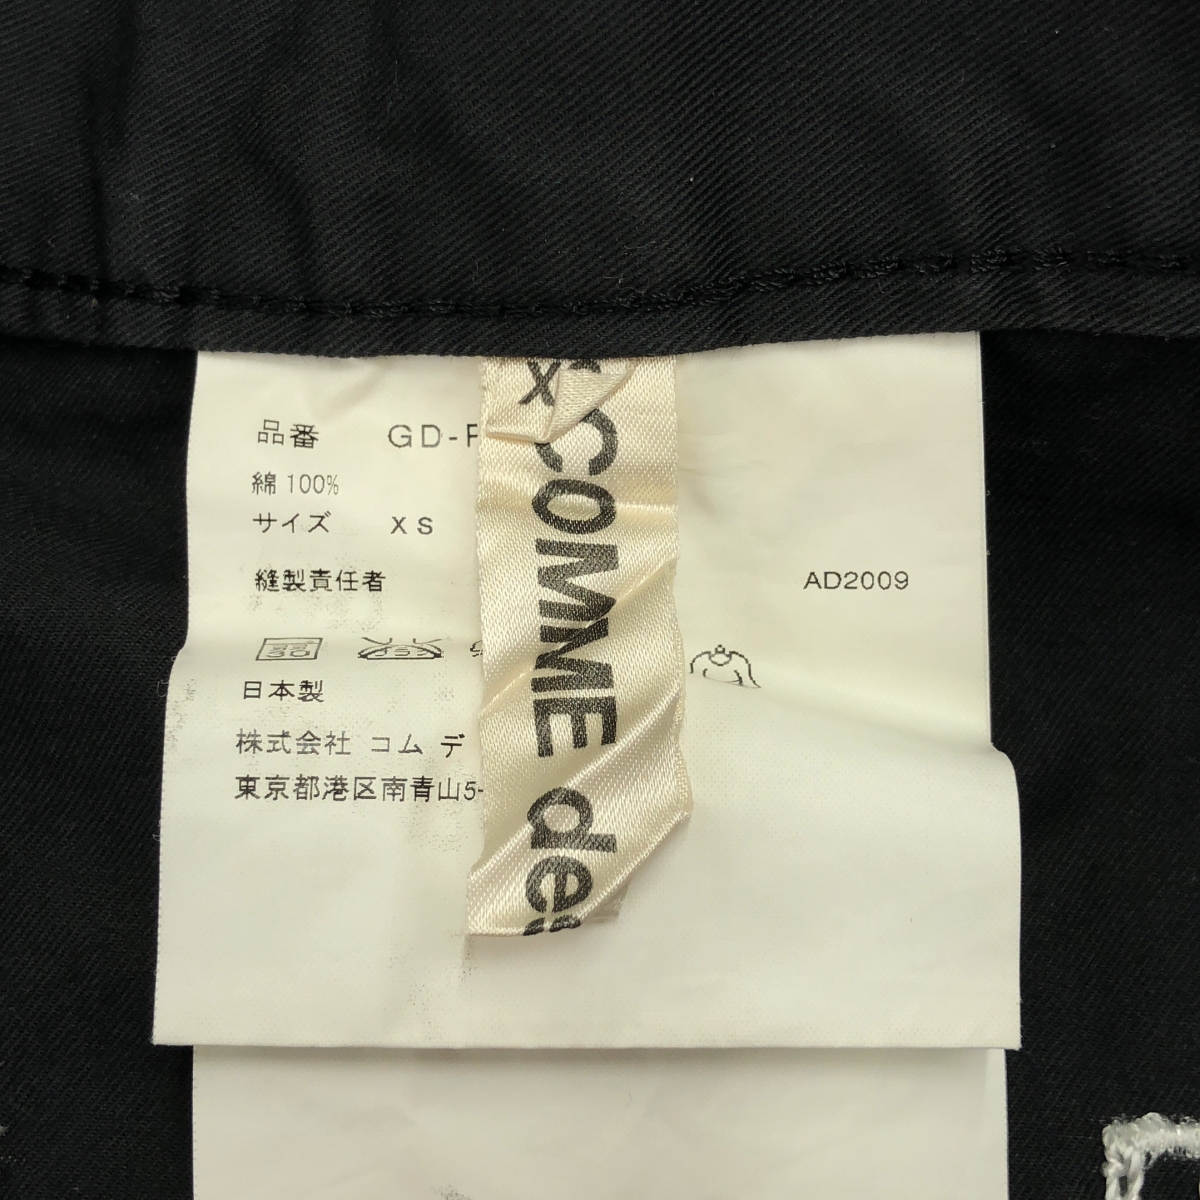 品番 GD-P
綿 100%
サイズ XS
縫製責任者
AD2009
日本製
株式会社 コム デ
東京都港区南青山5-
COMME des